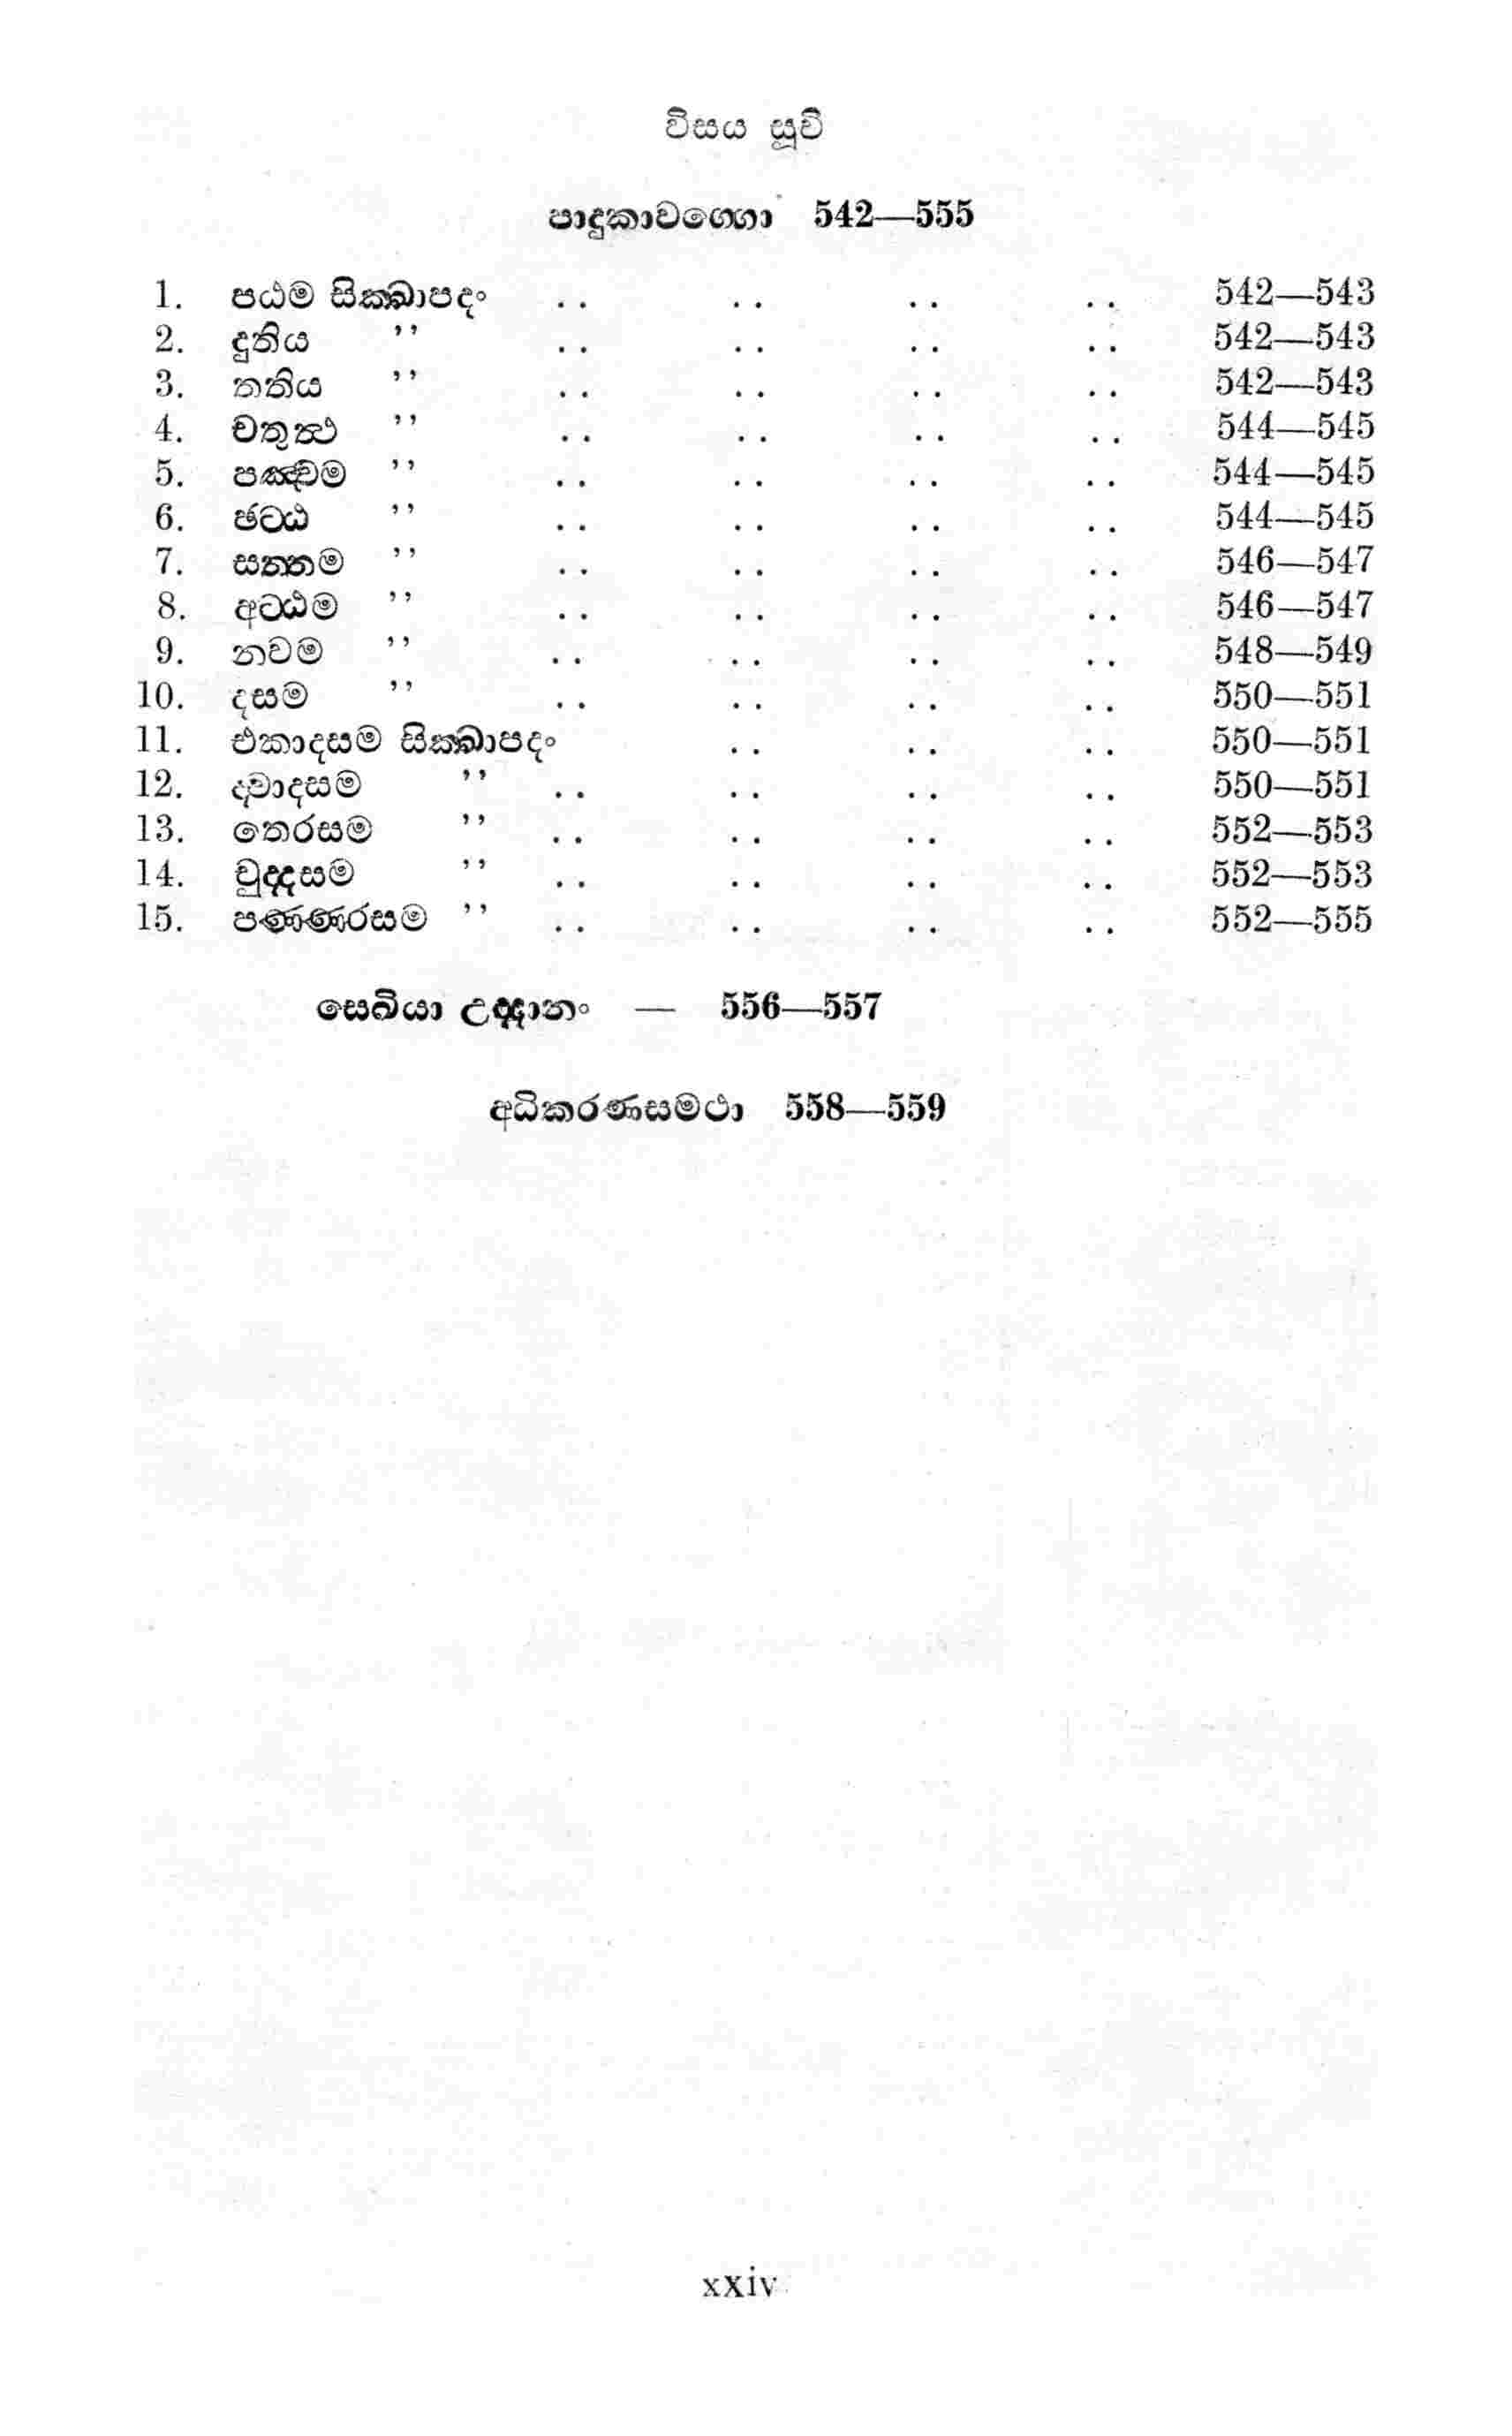 විසය සූචි
පාදුකාවග්ගො 542—555
1. පඨම සික්ඛාපදං .. .. .. .. 542—543
2. දුතිය ’’ .. .. .. .. 542—543
3. තතිය ’’ .. .. .. .. 542—543
4. චතුත්‍ථ ’’ .. .. .. .. 544—545
5. පඤ්චම ’’ .. .. .. .. 544—545
6. ඡට්ඨ ’’ .. .. .. .. 544—545
7. සත්තම ’’ .. .. .. .. 546—547
8. අට්ඨම ’’ .. .. .. .. 546—547
9. නවම ’’ .. .. .. .. 548—549
10. දසම ’’ .. .. .. .. 550—551
11. එකාදසම සික්ඛාපදං .. .. .. 550—551
12. ද්‍වාදසම ’’ .. .. .. .. 550—551
13. තෙරසම ’’ .. .. .. .. 552—553
14. චුද්දසම ’’ .. .. .. .. 552—553
15. පණ්ණරසම ’’ .. .. .. .. 552—555
සෙඛියා උද්දානං — 556—557
අධිකරණසමථා 558—559
xxiv